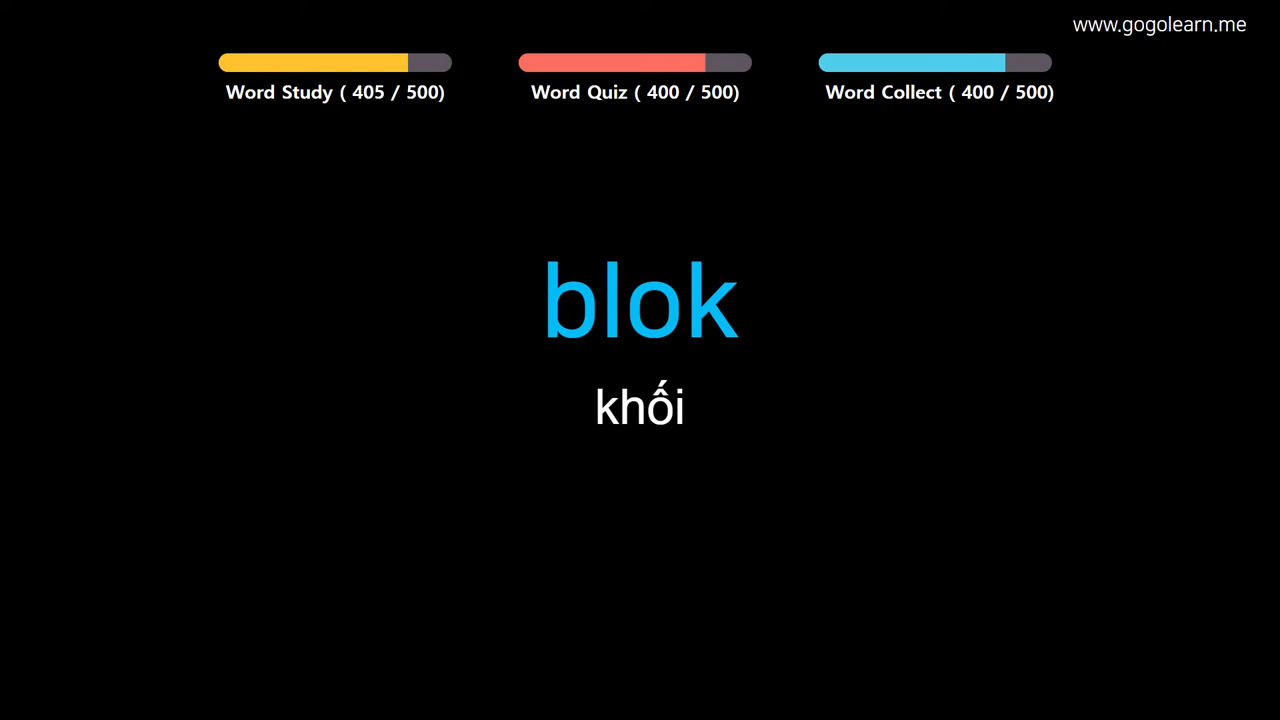 www.gogolearn.me
Word Study ( 405 / 500)
Word Quiz ( 400 / 500)
Word Collect ( 400 / 500)
blok
khối